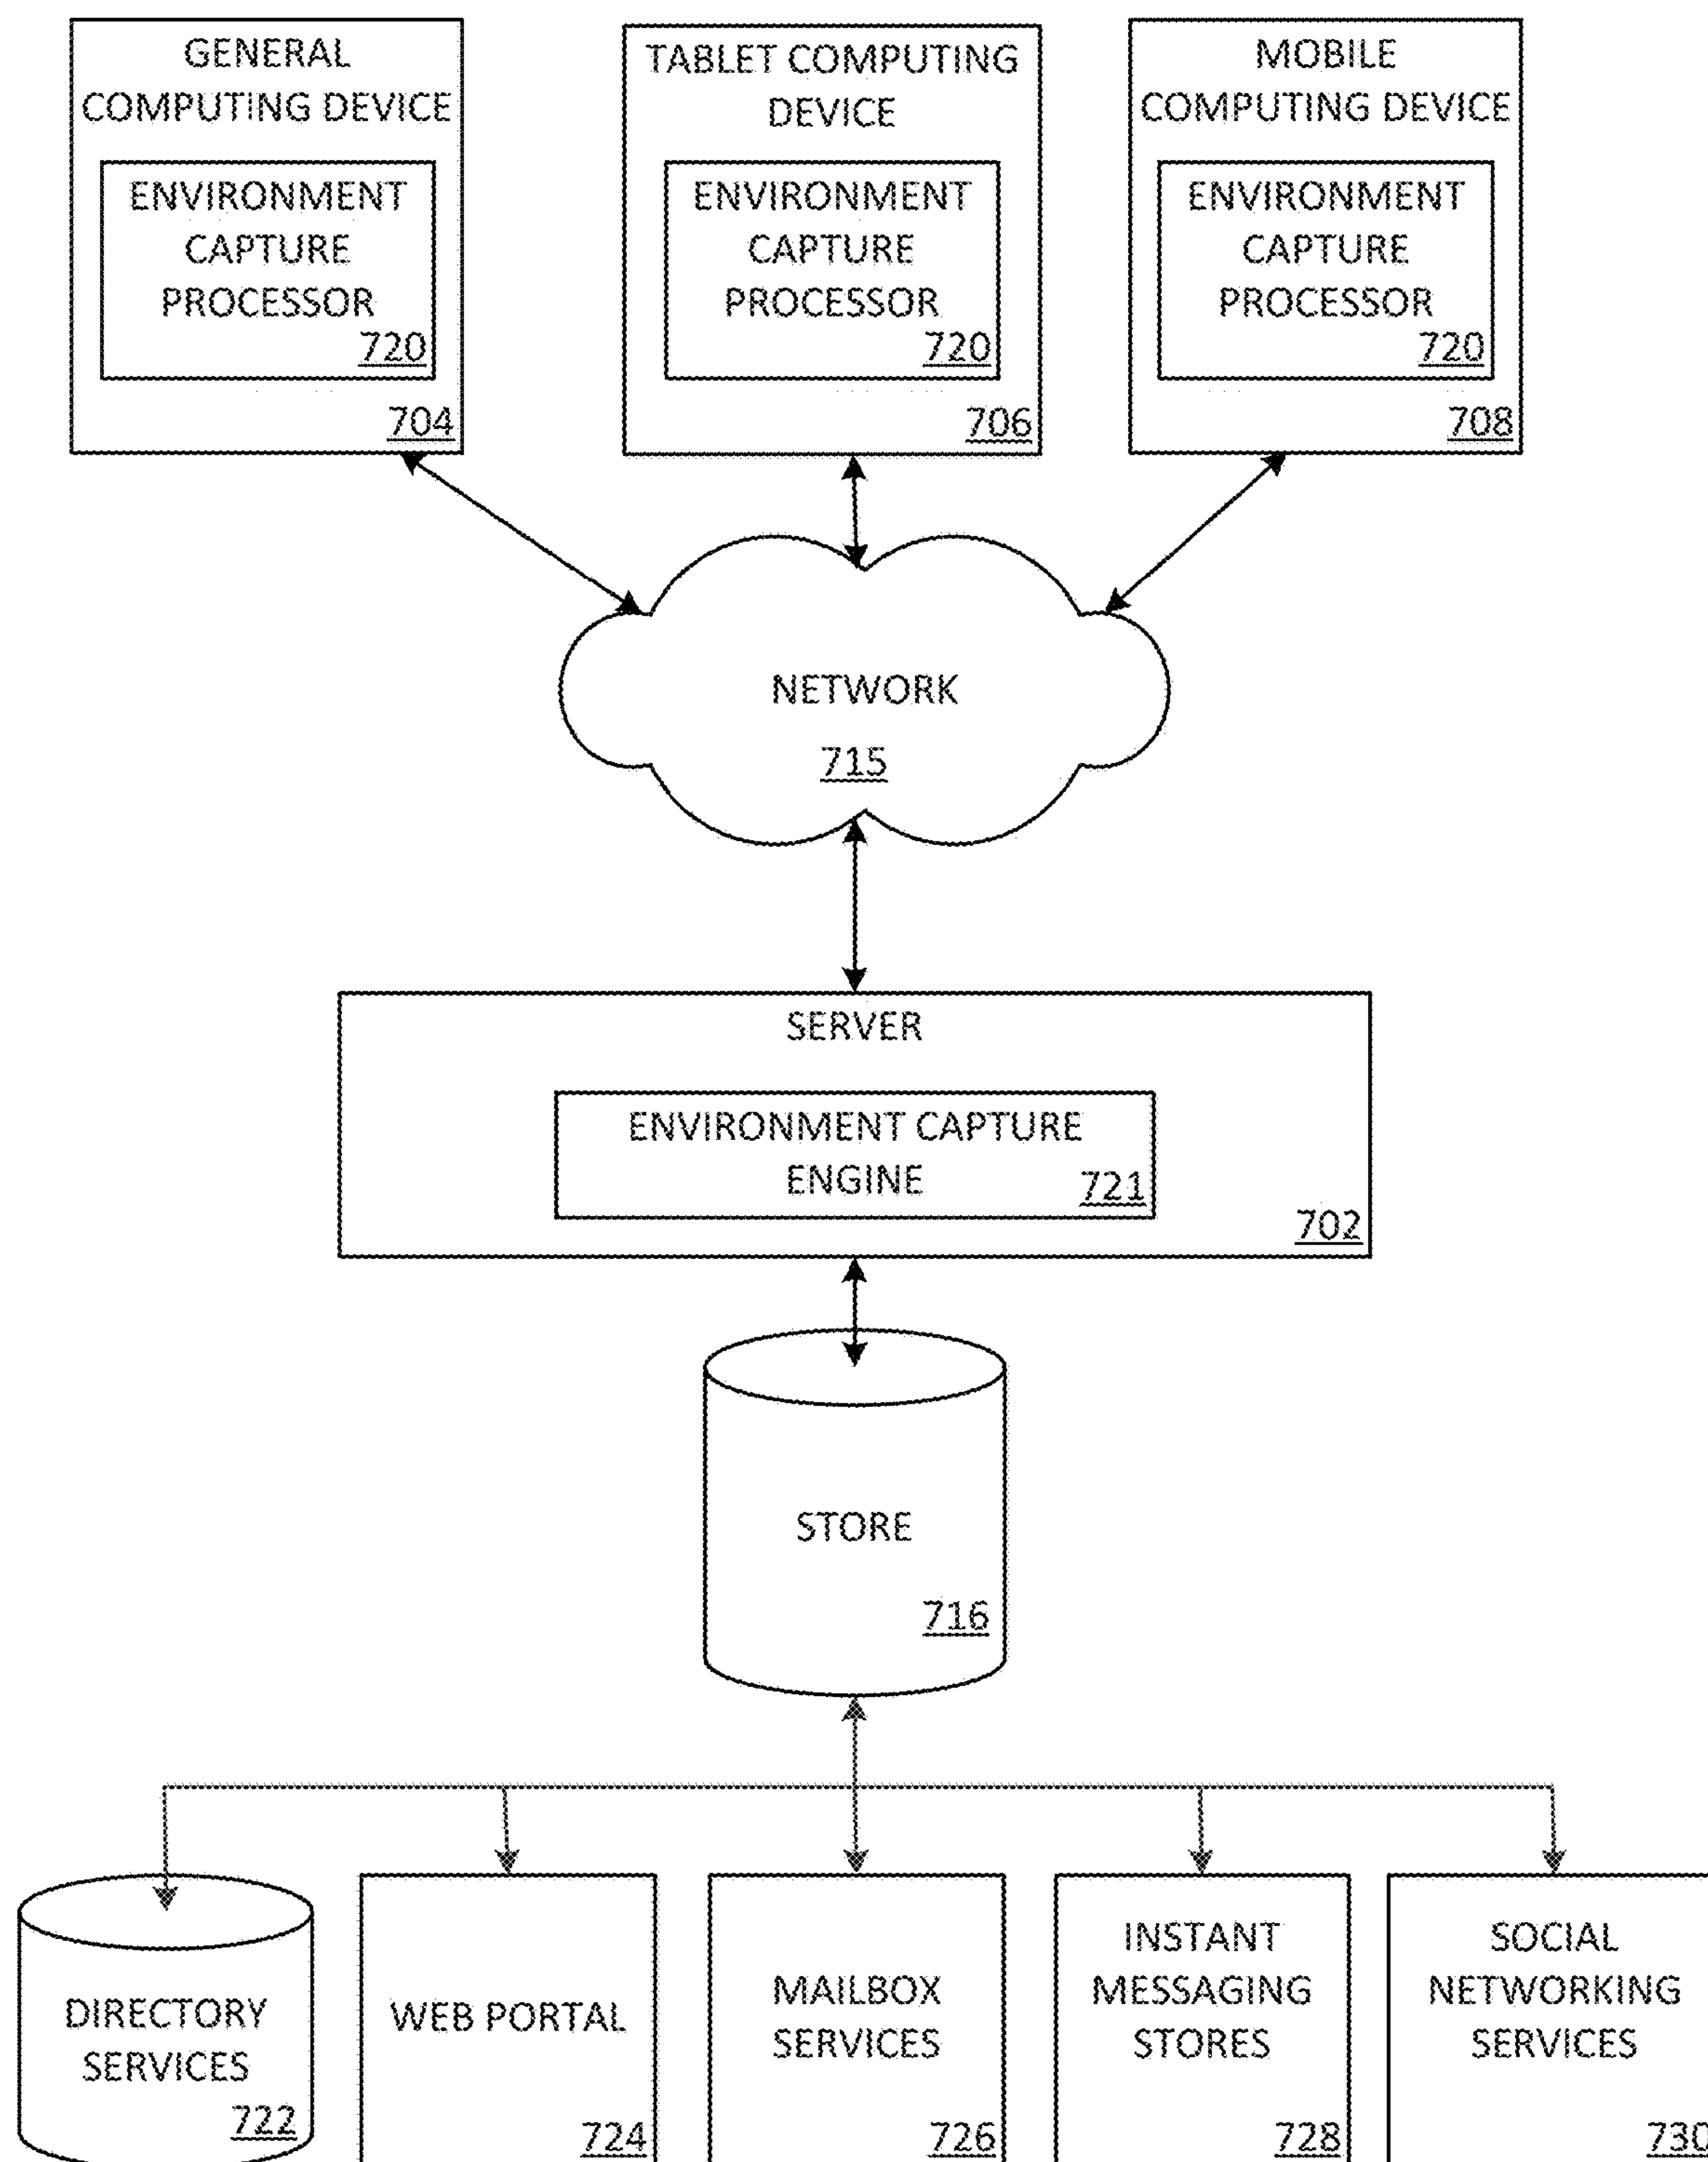 GENERAL
COMPUTING DEVICE
ENVIRONMENT
CAPTURE
PROCESSOR
720
704
TABLET COMPUTING
DEVICE
ENVIRONMENT
CAPTURE
PROCESSOR
720
706
MOBILE
COMPUTING DEVICE
ENVIRONMENT
CAPTURE
PROCESSOR
720
708
NETWORK
715
SERVER
ENVIRONMENT CAPTURE
ENGINE
721
702
STORE
716
DIRECTORY
SERVICES
722
WEB PORTAL
724
MAILBOX
SERVICES
726
INSTANT
MESSAGING
STORES
728
SOCIAL
NETWORKING
SERVICES
730